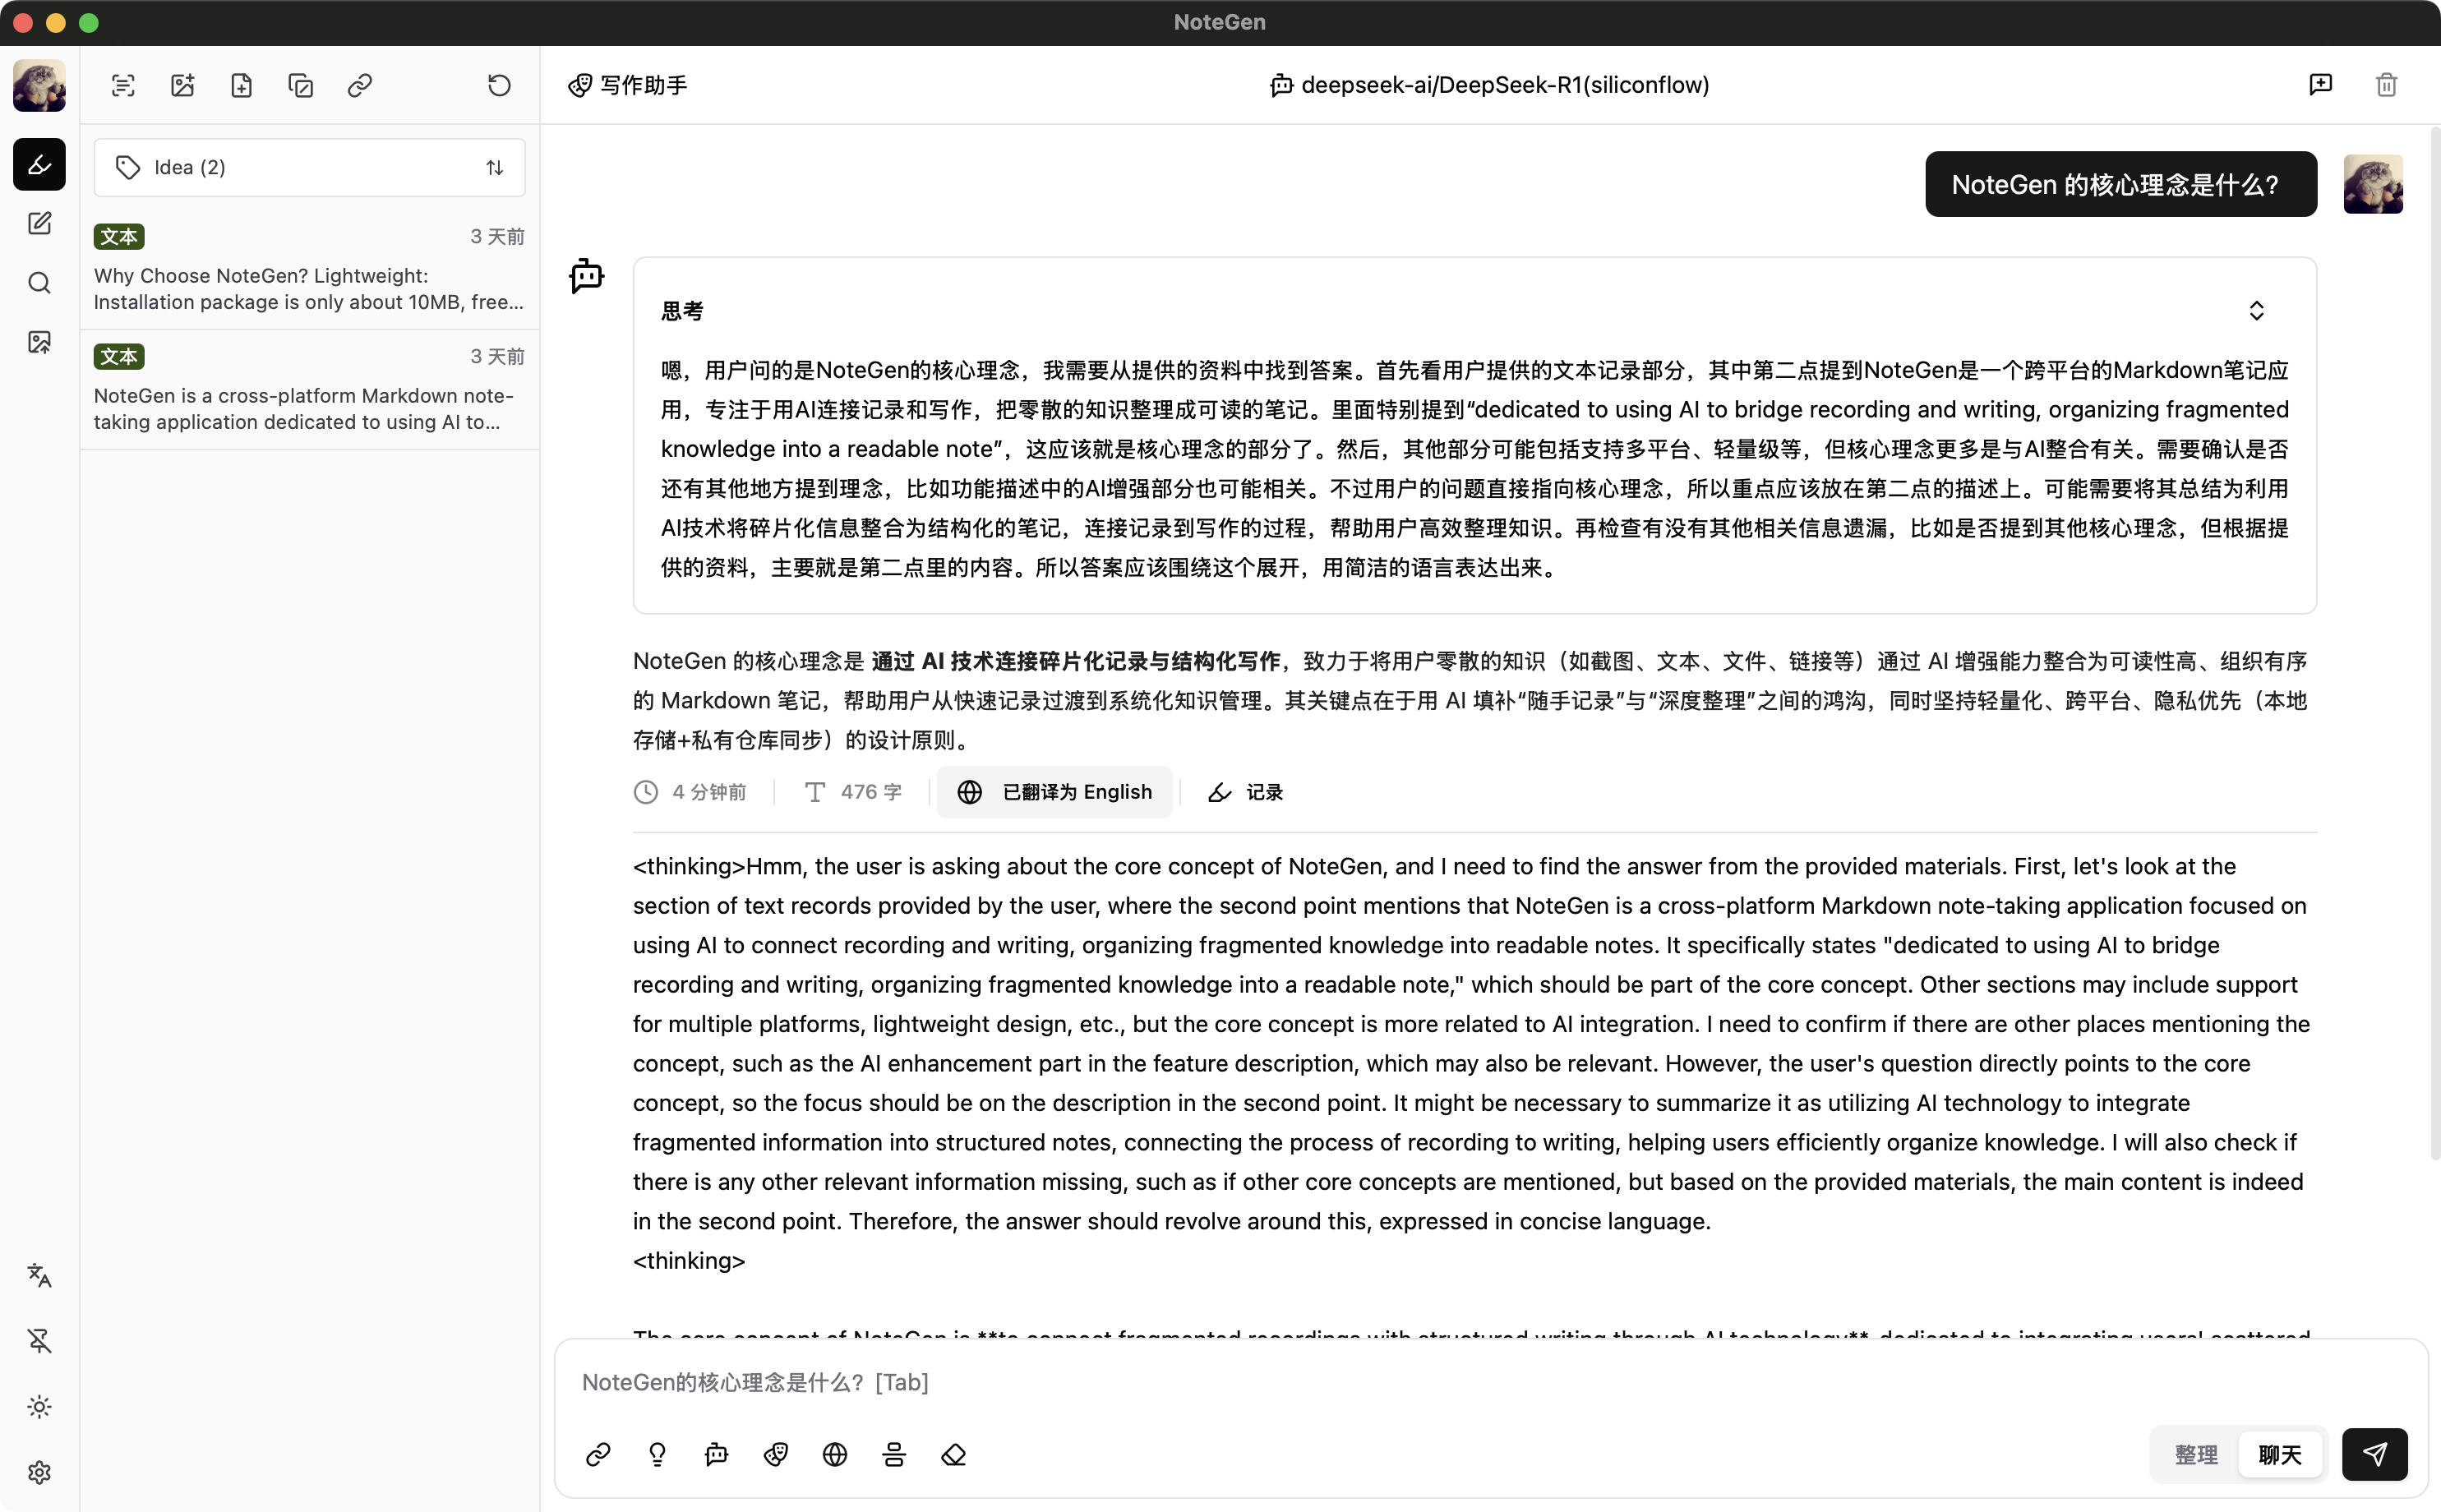 NoteGen
写作助手
deepseek-ai/DeepSeek-R1(siliconflow)
Idea (2)
文本
3 天前
Why Choose NoteGen? Lightweight:
Installation package is only about 10MB, free...
文本
3 天前
NoteGen is a cross-platform Markdown note-
taking application dedicated to using AI to...
NoteGen 的核心理念是什么？
思考
嗯，用户问的是NoteGen的核心理念，我需要从提供的资料中找到答案。首先看用户提供的文本记录部分，其中第二点提到NoteGen是一个跨平台的Markdown笔记应
用，专注于用AI连接记录和写作，把零散的知识整理成可读的笔记。里面特别提到“dedicated to using AI to bridge recording and writing, organizing fragmented
knowledge into a readable note”，这应该就是核心理念的部分了。然后，其他部分可能包括支持多平台、轻量级等，但核心理念更多是与AI整合有关。需要确认是否
还有其他地方提到理念，比如功能描述中的AI增强部分也可能相关。不过用户的问题直接指向核心理念，所以重点应该放在第二点的描述上。可能需要将其总结为利用
AI技术将碎片化信息整合为结构化的笔记，连接记录到写作的过程，帮助用户高效整理知识。再检查有没有其他相关信息遗漏，比如是否提到其他核心理念，但根据提
供的资料，主要就是第二点里的内容。所以答案应该围绕这个展开，用简洁的语言表达出来。
NoteGen 的核心理念是 通过 AI 技术连接碎片化记录与结构化写作，致力于将用户零散的知识（如截图、文本、文件、链接等）通过 AI 增强能力整合为可读性高、组织有序
的 Markdown 笔记，帮助用户从快速记录过渡到系统化知识管理。其关键点在于用 AI 填补“随手记录”与“深度整理”之间的鸿沟，同时坚持轻量化、跨平台、隐私优先（本地
存储+私有仓库同步）的设计原则。
4 分钟前
476 字
已翻译为 English
记录
<thinking>Hmm, the user is asking about the core concept of NoteGen, and I need to find the answer from the provided materials. First, let's look at the
section of text records provided by the user, where the second point mentions that NoteGen is a cross-platform Markdown note-taking application focused on
using AI to connect recording and writing, organizing fragmented knowledge into readable notes. It specifically states "dedicated to using AI to bridge
recording and writing, organizing fragmented knowledge into a readable note," which should be part of the core concept. Other sections may include support
for multiple platforms, lightweight design, etc., but the core concept is more related to AI integration. I need to confirm if there are other places mentioning the
concept, such as the AI enhancement part in the feature description, which may also be relevant. However, the user's question directly points to the core
concept, so the focus should be on the description in the second point. It might be necessary to summarize it as utilizing AI technology to integrate
fragmented information into structured notes, connecting the process of recording to writing, helping users efficiently organize knowledge. I will also check if
there is any other relevant information missing, such as if other core concepts are mentioned, but based on the provided materials, the main content is indeed
in the second point. Therefore, the answer should revolve around this, expressed in concise language.
<thinking>
The core concept of NoteGen is **to connect fragmented recordings with structured writing through AI technology**, dedicated to integrating users' scattered
NoteGen的核心理念是什么？ [Tab]
整理
聊天